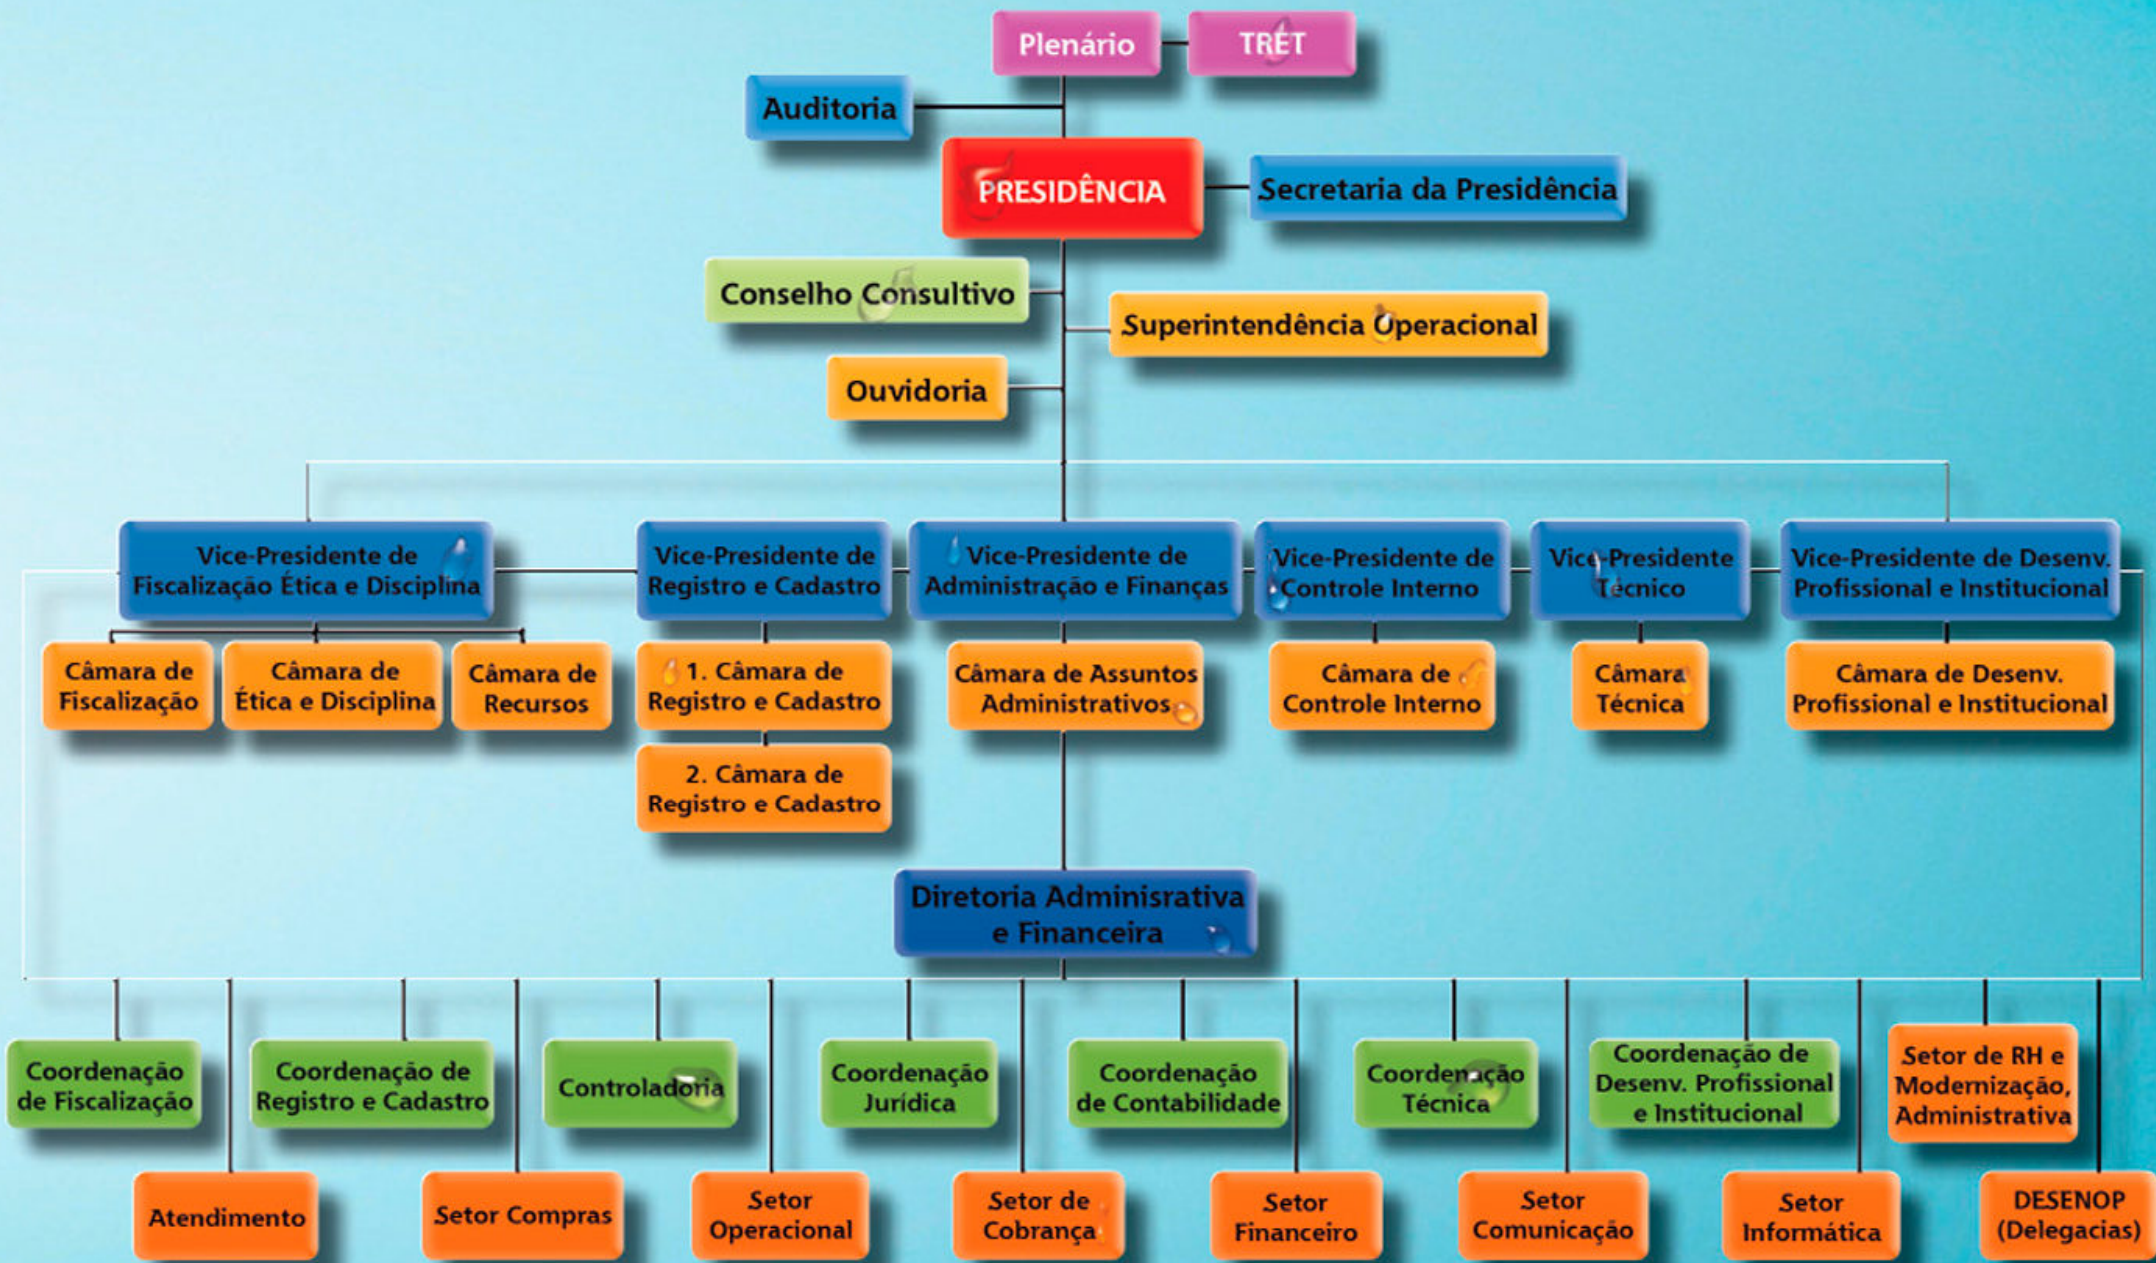 Plenário
TRÉT
Auditoria
PRESIDÊNCIA
Secretaria da Presidência
Conselho Consultivo
Superintendência Operacional
Ouvidoria
Vice-Presidente de
Fiscalização Ética e Disciplina
Vice-Presidente de
Registro e Cadastro
Vice-Presidente de
Administração e Finanças
Vice-Presidente de
Controle Interno
Vice-Presidente
Técnico
Vice-Presidente de Desenv.
Profissional e Institucional
Câmara de
Fiscalização
Câmara de
Ética e Disciplina
Câmara de
Recursos
1. Câmara de
Registro e Cadastro
Câmara de Assuntos
Administrativos
Câmara de
Controle Interno
Câmara
Técnica
Câmara de Desenv.
Profissional e Institucional
2. Câmara de
Registro e Cadastro
Diretoria Adminisrativa
e Financeira
Coordenação
de Fiscalização
Coordenação de
Registro e Cadastro
Controladoria
Coordenação
Jurídica
Coordenação
de Contabilidade
Coordenação
Técnica
Coordenação de
Desenv. Profissional
e Institucional
Setor de RH e
Modernização,
Administrativa
Atendimento
Setor Compras
Setor
Operacional
Setor de
Cobrança
Setor
Financeiro
Setor
Comunicação
Setor
Informática
DESENOP
(Delegacias)